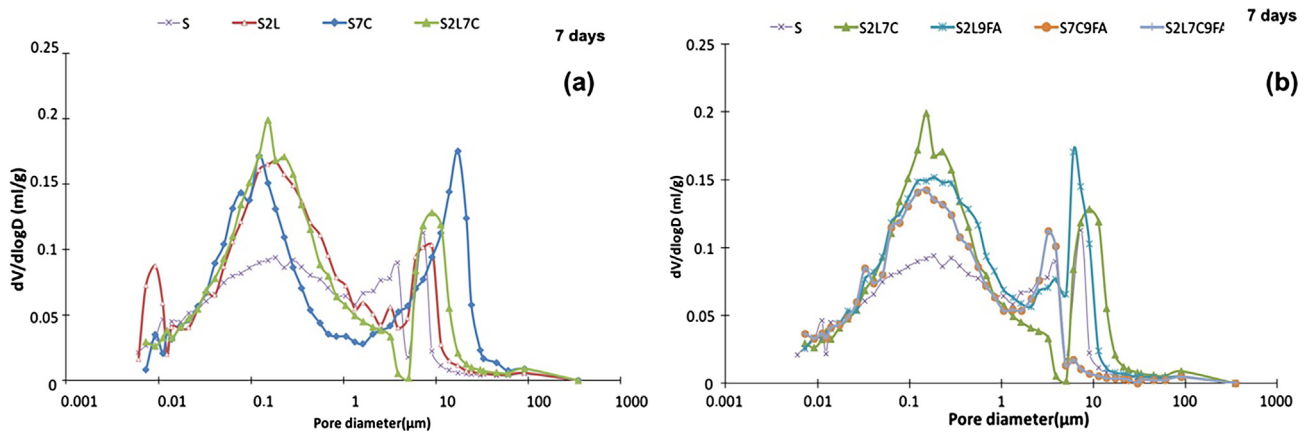 S S2L S7C S2L7C
7 days
(a)
0.25
0.2
0.15
0.1
0.05
0
dV/dlogD (ml/g)
0.001 0.01 0.1 1 10 100 1000
Pore diameter(µm)
S S2L7C S2L9FA S7C9FA S2L7C9FA
7 days
(b)
0.25
0.2
0.15
0.1
0.05
0
dV/dlogD (ml/g)
0.001 0.01 0.1 1 10 100 1000
Pore diameter(µm)